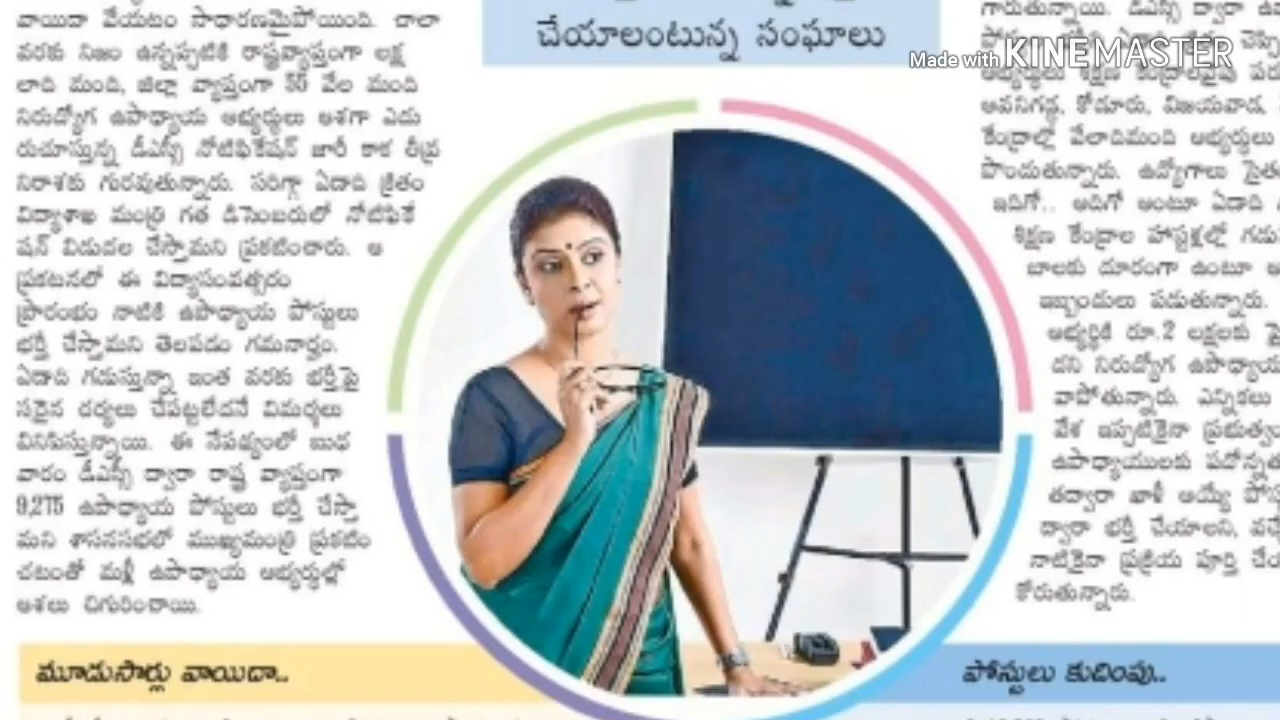 వాయిదా వేయటం సాధారణమైపోయింది. చాలా
వరకు నిజం ఉన్నప్పటికీ రాష్ట్రవ్యాప్తంగా లక్ష
లాది మంది, జిల్లా వ్యాప్తంగా 55 వేల మంది
నిరుద్యోగ ఉపాధ్యాయ అభ్యర్థులు ఆశగా ఎదు
రుచూస్తున్న డీఎస్సీ నోటిఫికేషన్ జారీ కాక తీవ్ర
నిరాశకు గురవుతున్నారు. సరిగ్గా ఏడాది క్రితం
విద్యాశాఖ మంత్రి గత డిసెంబరులో నోటిఫికే
షన్ విడుదల చేస్తామని ప్రకటించారు. ఆ
ప్రకటనలో ఈ విద్యాసంవత్సరం
ప్రారంభం నాటికి ఉపాధ్యాయ పోస్టులు
భర్తీ చేస్తామని తెలపడం గమనార్హం.
ఏడాది గడుస్తున్నా ఇంత వరకు భర్తీపై
సరైన చర్యలు చేపట్టలేదనే విమర్శలు
వినిపిస్తున్నాయి. ఈ నేపథ్యంలో బుధ
వారం డీఎస్సీ ద్వారా రాష్ట్ర వ్యాప్తంగా
9,275 ఉపాధ్యాయ పోస్టులు భర్తీ చేస్తా
మని శాసనసభలో ముఖ్యమంత్రి ప్రకటిం
చటంతో మళ్లీ ఉపాధ్యాయ అభ్యర్థుల్లో
ఆశలు చిగురించాయి.
మూడుసార్లు వాయిదా..
చేయాలంటున్న సంఘాలు
Made with KINEMASTER
గారుతున్నాయి. డీఎస్సీ ద్వారా
అవనిగడ్డ, కోడూరు, విజయవాడ,
కేంద్రాల్లో వేలాదిమంది అభ్యర్థులు
పొందుతున్నారు. ఉద్యోగాలు
ఇదిగో.. అదిగో అంటూ ఏడాది
శిక్షణ కేంద్రాల హాస్టళ్లల్లో
దూరంగా ఉంటూ
ఇబ్బందులు పడుతున్నారు.
అభ్యర్థికి రూ.2 లక్షలకు
దని నిరుద్యోగ ఉపాధ్యాయ
వాపోతున్నారు. ఎన్నికలు
వేళ ఇప్పటికైనా
ఉపాధ్యాయులకు
తద్వారా ఖాళీ అయ్యే
ద్వారా భర్తీ చేయాలని,
నాటికైనా ప్రక్రియ పూర్తి
కోరుతున్నారు.
పోస్టులు కుదింపు..